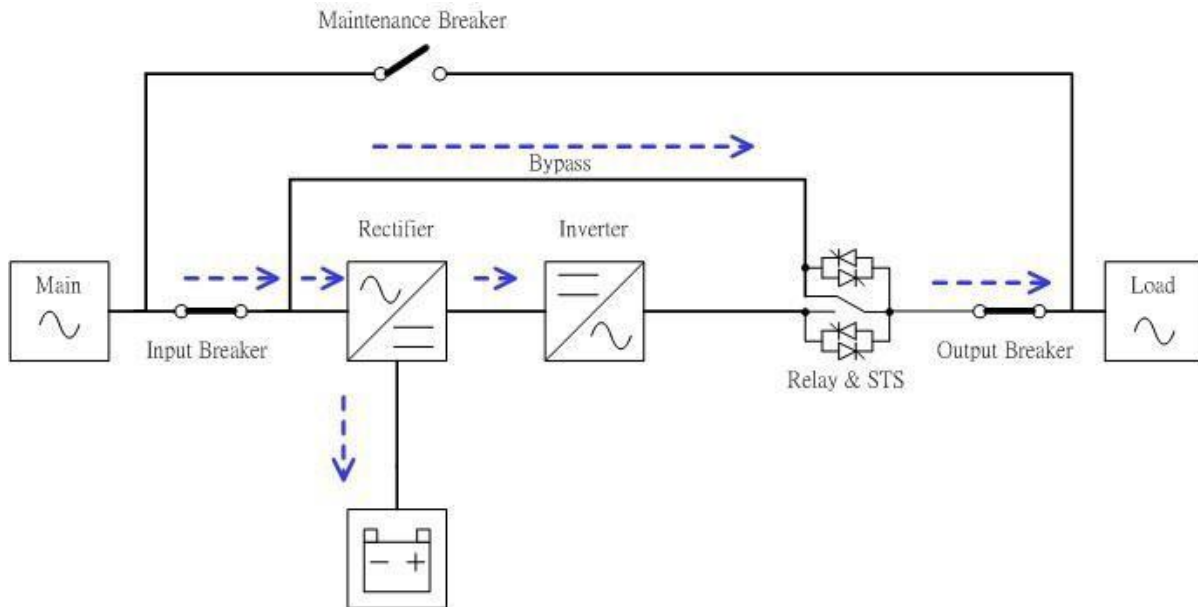 Maintenance Breaker
Bypass
Rectifier
Inverter
Main
Load
Input Breaker
Output Breaker
Relay & STS